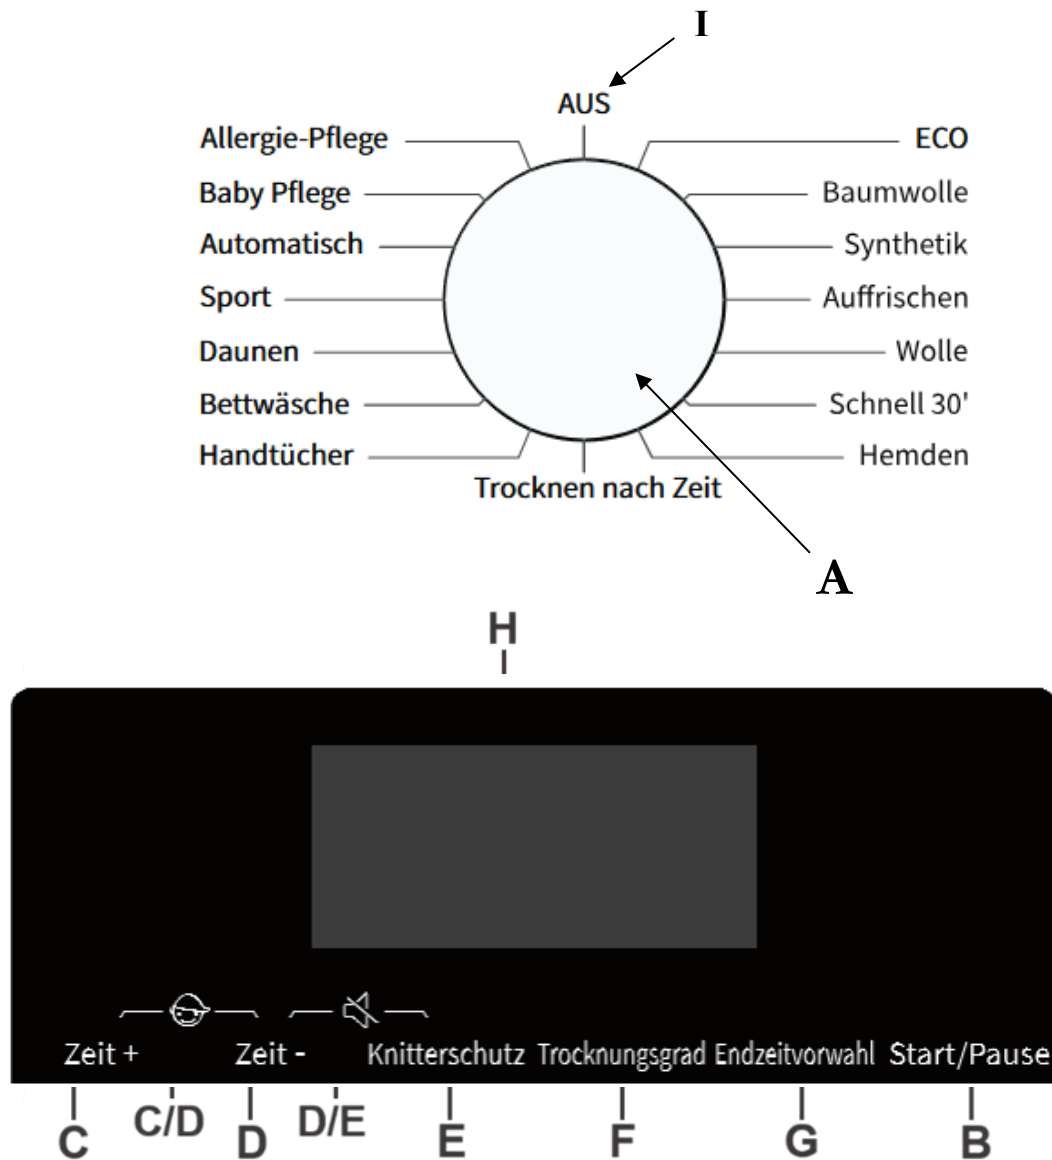 I
AUS
Allergie-Pflege
ECO
Baby Pflege
Baumwolle
Automatisch
Synthetik
Sport
Auffrischen
Daunen
Wolle
Bettwäsche
Schnell 30'
Handtücher
Hemden
Trocknen nach Zeit
A
H
Zeit + Zeit - Knitterschutz Trocknungsgrad Endzeitvorwahl Start/Pause
C C/D D D/E E F G B